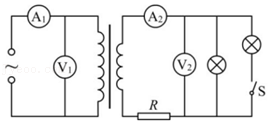 A₁ A₂
V₁ V₂ S
~
R